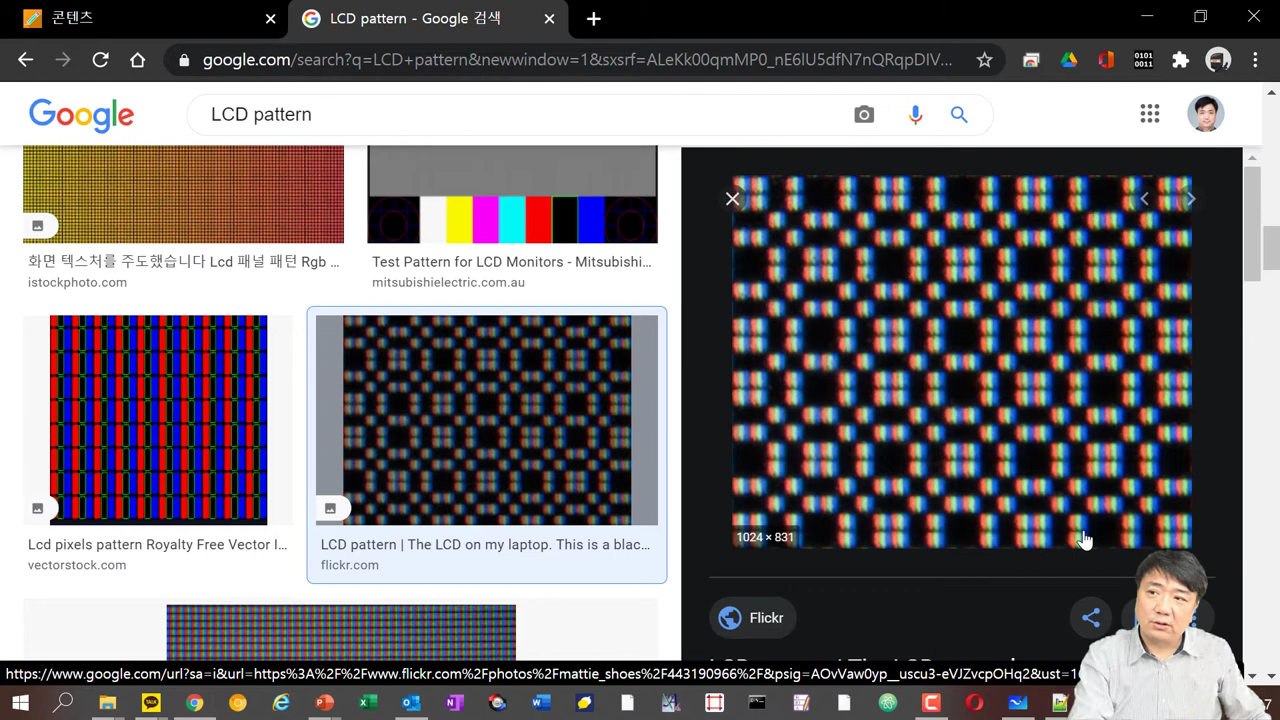 콘텐츠
LCD pattern - Google 검색
google.com/search?q=LCD+pattern&newwindow=1&sxsrf=ALeKk00qmMP0_nE6lU5dfN7nQRqpDIV...
0101
0011
Google
LCD pattern
화면 텍스처를 주도했습니다 Lcd 패널 패턴 Rgb ...
istockphoto.com
Test Pattern for LCD Monitors - Mitsubishi...
mitsubishielectric.com.au
Lcd pixels pattern Royalty Free Vector I...
vectorstock.com
LCD pattern | The LCD on my laptop. This is a blac...
flickr.com
1024 × 831
Flickr
https://www.google.com/url?sa=i&url=https%3A%2F%2Fwww.flickr.com%2Fphotos%2Fmattie_shoes%2F443190966%2F&psig=AOvVaw0yp__uscu3-eVJZvcpOHq2&ust=1